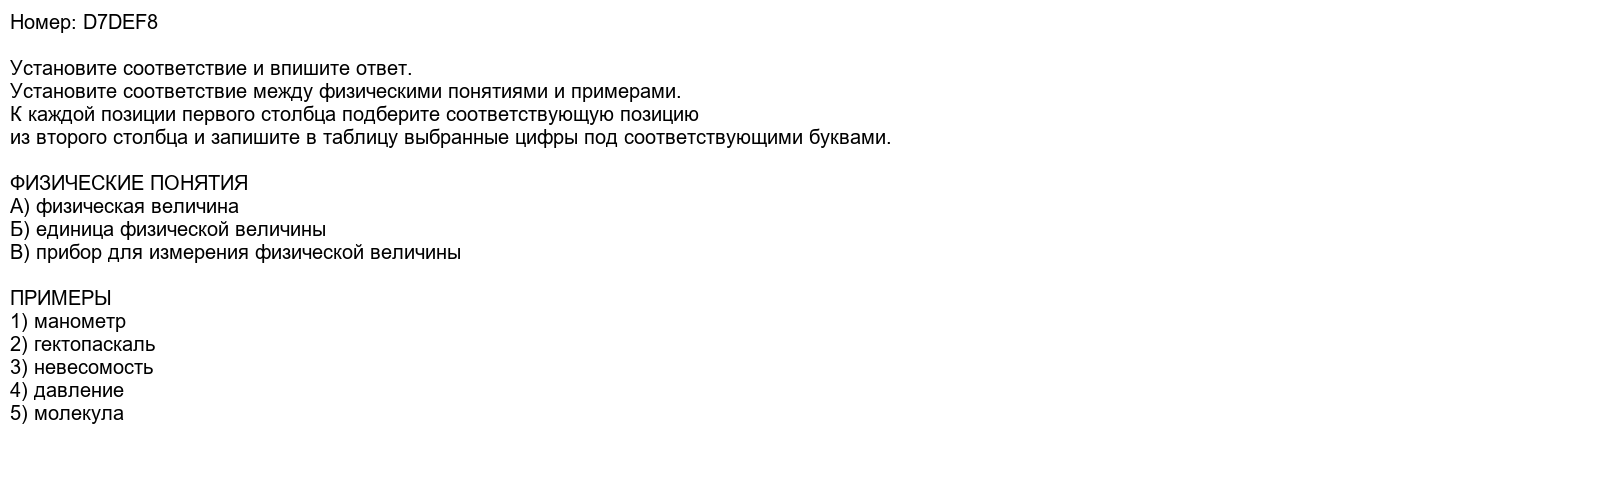 Номер: D7DEF8
Установите соответствие и впишите ответ.
Установите соответствие между физическими понятиями и примерами.
К каждой позиции первого столбца подберите соответствующую позицию
из второго столбца и запишите в таблицу выбранные цифры под соответствующими буквами.
ФИЗИЧЕСКИЕ ПОНЯТИЯ
А) физическая величина
Б) единица физической величины
В) прибор для измерения физической величины
ПРИМЕРЫ
1) манометр
2) гектопаскаль
3) невесомость
4) давление
5) молекула